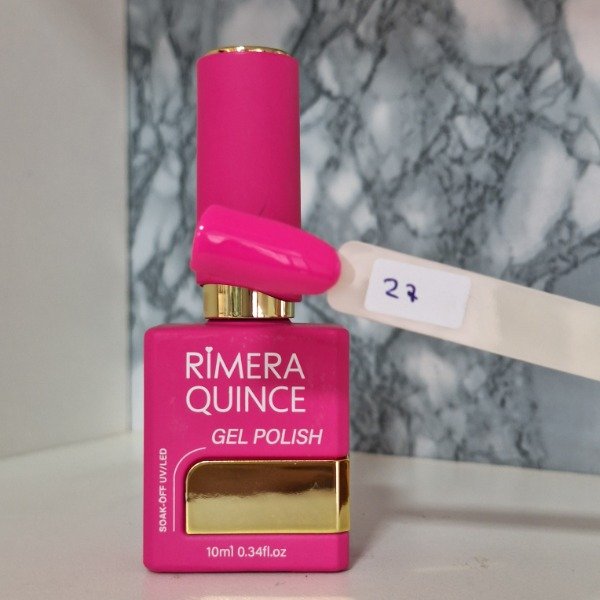 27
RIMERA
QUINCE
GEL POLISH
SOAK-OFF UV/LED
10ml 0.34fl.oz